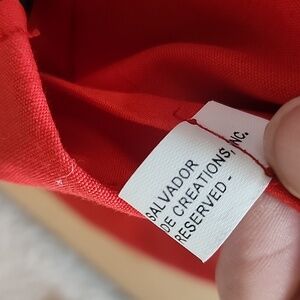 SALVADOR
DE CREATIONS, INC.
RESERVED -